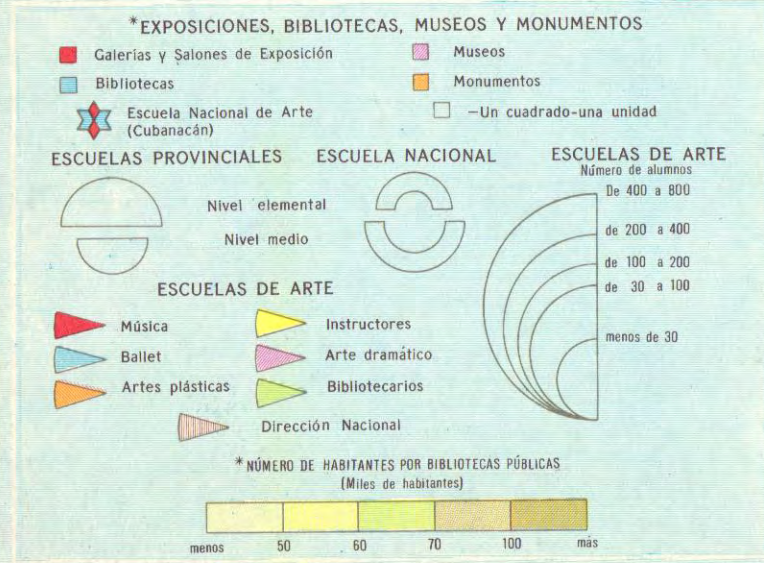 *EXPOSICIONES, BIBLIOTECAS, MUSEOS Y MONUMENTOS
Galerías y Salones de Exposición
Museos
Bibliotecas
Monumentos
Escuela Nacional de Arte
(Cubanacán)
–Un cuadrado-una unidad
ESCUELAS PROVINCIALES
ESCUELA NACIONAL
ESCUELAS DE ARTE
Número de alumnos
Nivel elemental
Nivel medio
De 400 a 800
de 200 a 400
de 100 a 200
de 30 a 100
menos de 30
ESCUELAS DE ARTE
Música
Instructores
Ballet
Arte dramático
Artes plásticas
Bibliotecarios
Dirección Nacional
*NÚMERO DE HABITANTES POR BIBLIOTECAS PÚBLICAS
(Miles de habitantes)
menos 50 60 70 100 más